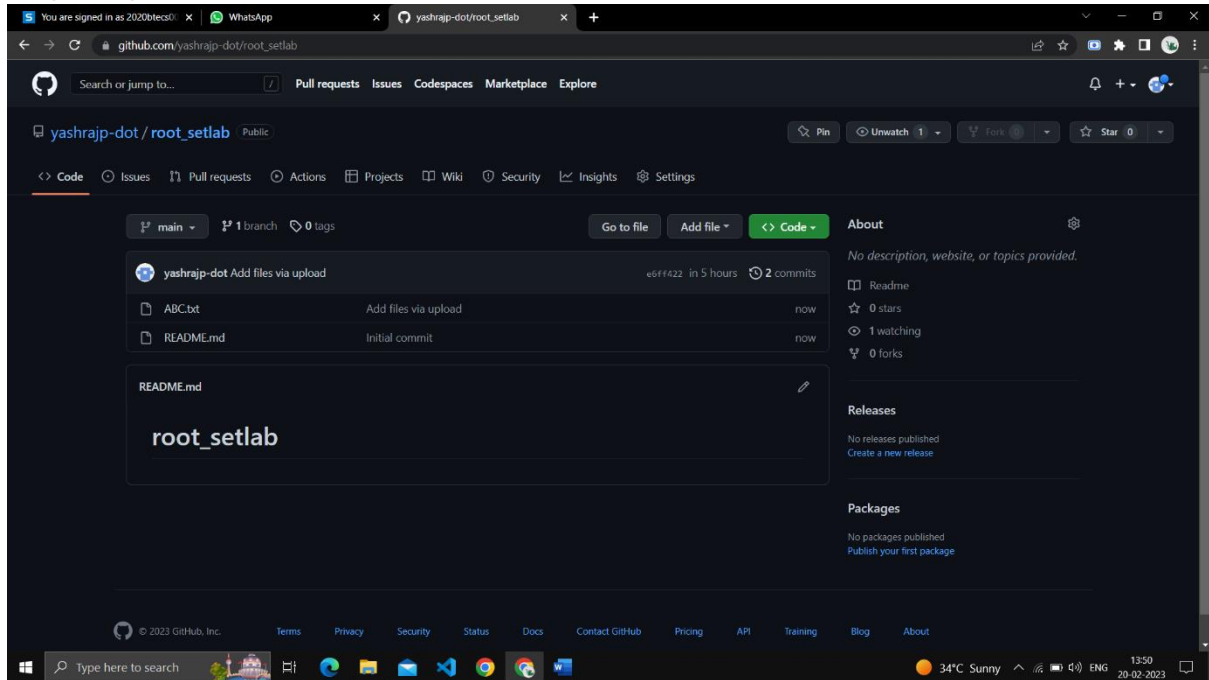 You are signed in as 2020btecs0
WhatsApp
yashrajp-dot/root_setlab
github.com/yashrajp-dot/root_setlab
Search or jump to...
/
Pull requests
Issues
Codespaces
Marketplace
Explore
yashrajp-dot / root_setlab
Public
Pin
Unwatch 1
Fork 0
Star 0
<> Code
Issues
Pull requests
Actions
Projects
Wiki
Security
Insights
Settings
main
1 branch
0 tags
Go to file
Add file
<> Code
yashrajp-dot Add files via upload
e6ff422 in 5 hours
2 commits
ABC.txt
Add files via upload
now
README.md
Initial commit
now
README.md
root_setlab
About
No description, website, or topics provided.
Readme
0 stars
1 watching
0 forks
Releases
No releases published
Create a new release
Packages
No packages published
Publish your first package
© 2023 GitHub, Inc.
Terms
Privacy
Security
Status
Docs
Contact GitHub
Pricing
API
Training
Blog
About
Type here to search
34°C Sunny
ENG
13:50
20-02-2023